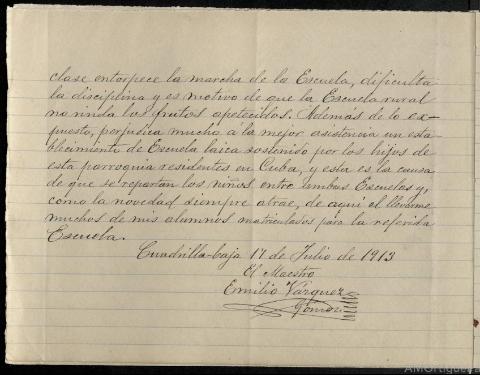 clase entorpece la marcha de la Escuela, dificulta
la disciplina y es motivo de que la Escuela rural
no rinda los frutos apetecidos. Además de lo ex-
puesto, perjudica mucho a la mejor asistencia un esta
blecimiento de Escuela laica sostenido por los hijos de
esta parroquia residentes en Cuba, y esta es la causa
de que se repartan los niños entre ambas Escuelas y,
como la novedad siempre atrae, de aquí el llevarme
muchos de mis alumnos matriculados para la referida
Escuela.
Cuadrilla-baja 17 de Julio de 1913
El Maestro
Emilio Vázquez
Gómez
AMOrtigueira